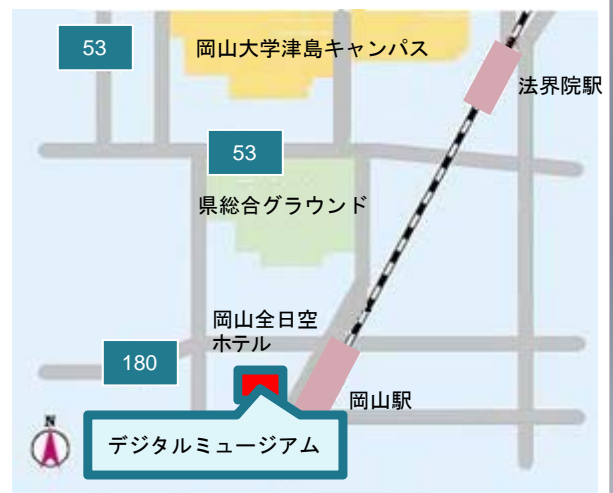 53
岡山大学津島キャンパス
法界院駅
53
県総合グラウンド
岡山全日空
ホテル
180
岡山駅
N
デジタルミュージアム